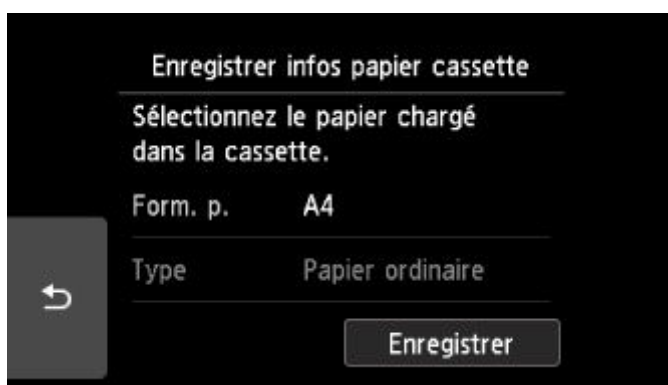 Enregistrer infos papier cassette
Sélectionnez le papier chargé
dans la cassette.
Form. p. A4
Type Papier ordinaire
Enregistrer